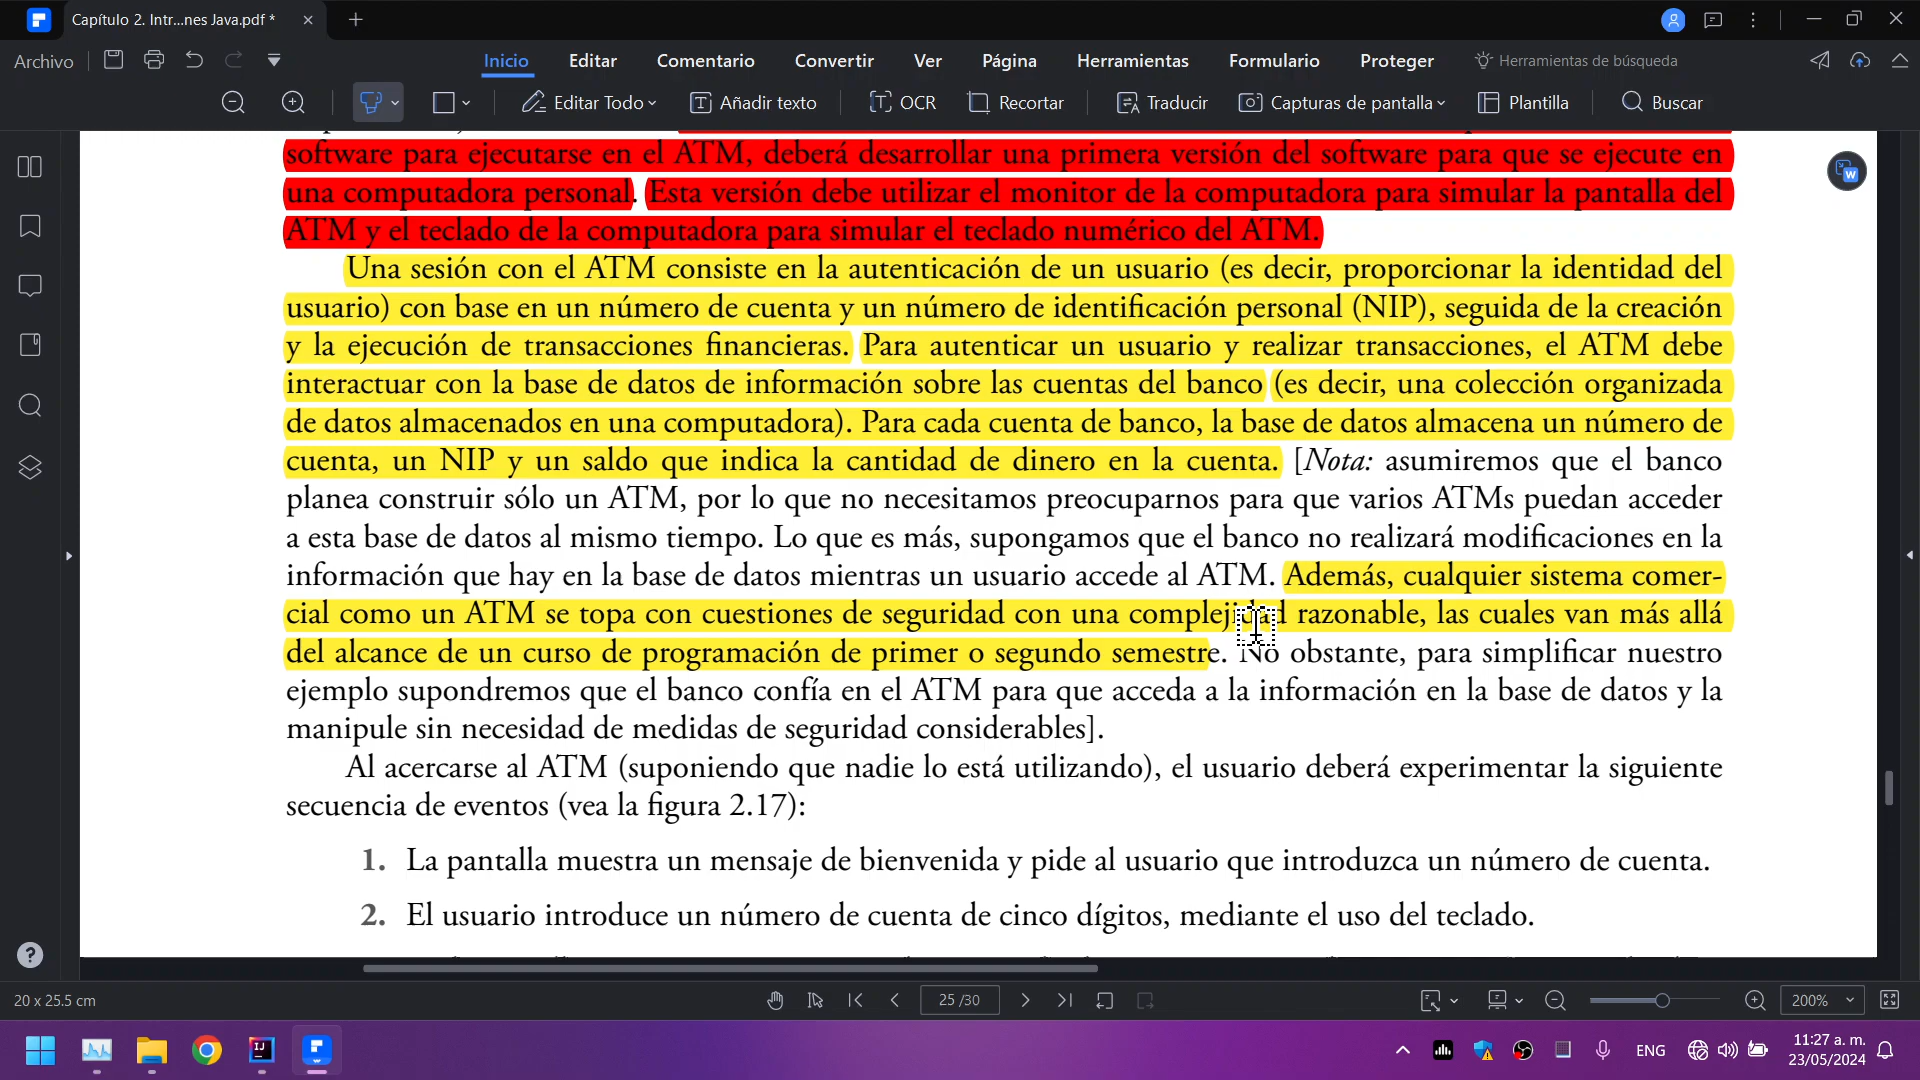 Capítulo 2. Intr...nes Java.pdf *
Archivo
Inicio
Editar
Comentario
Convertir
Ver
Página
Herramientas
Formulario
Proteger
Herramientas de búsqueda
Editar Todo
Añadir texto
OCR
Recortar
Traducir
Capturas de pantalla
Plantilla
Buscar
software para ejecutarse en el ATM, deberá desarrollar una primera versión del software para que se ejecute en
una computadora personal. Esta versión debe utilizar el monitor de la computadora para simular la pantalla del
ATM y el teclado de la computadora para simular el teclado numérico del ATM.
Una sesión con el ATM consiste en la autenticación de un usuario (es decir, proporcionar la identidad del
usuario) con base en un número de cuenta y un número de identificación personal (NIP), seguida de la creación
y la ejecución de transacciones financieras. Para autenticar un usuario y realizar transacciones, el ATM debe
interactuar con la base de datos de información sobre las cuentas del banco (es decir, una colección organizada
de datos almacenados en una computadora). Para cada cuenta de banco, la base de datos almacena un número de
cuenta, un NIP y un saldo que indica la cantidad de dinero en la cuenta. [Nota: asumiremos que el banco
planea construir sólo un ATM, por lo que no necesitamos preocuparnos para que varios ATMs puedan acceder
a esta base de datos al mismo tiempo. Lo que es más, supongamos que el banco no realizará modificaciones en la
información que hay en la base de datos mientras un usuario accede al ATM. Además, cualquier sistema comer-
cial como un ATM se topa con cuestiones de seguridad con una complejidad razonable, las cuales van más allá
del alcance de un curso de programación de primer o segundo semestre. No obstante, para simplificar nuestro
ejemplo supondremos que el banco confía en el ATM para que acceda a la información en la base de datos y la
manipule sin necesidad de medidas de seguridad considerables].
Al acercarse al ATM (suponiendo que nadie lo está utilizando), el usuario deberá experimentar la siguiente
secuencia de eventos (vea la figura 2.17):
1. La pantalla muestra un mensaje de bienvenida y pide al usuario que introduzca un número de cuenta.
2. El usuario introduce un número de cuenta de cinco dígitos, mediante el uso del teclado.
20 x 25.5 cm
25 /30
200%
ENG
11:27 a. m.
23/05/2024